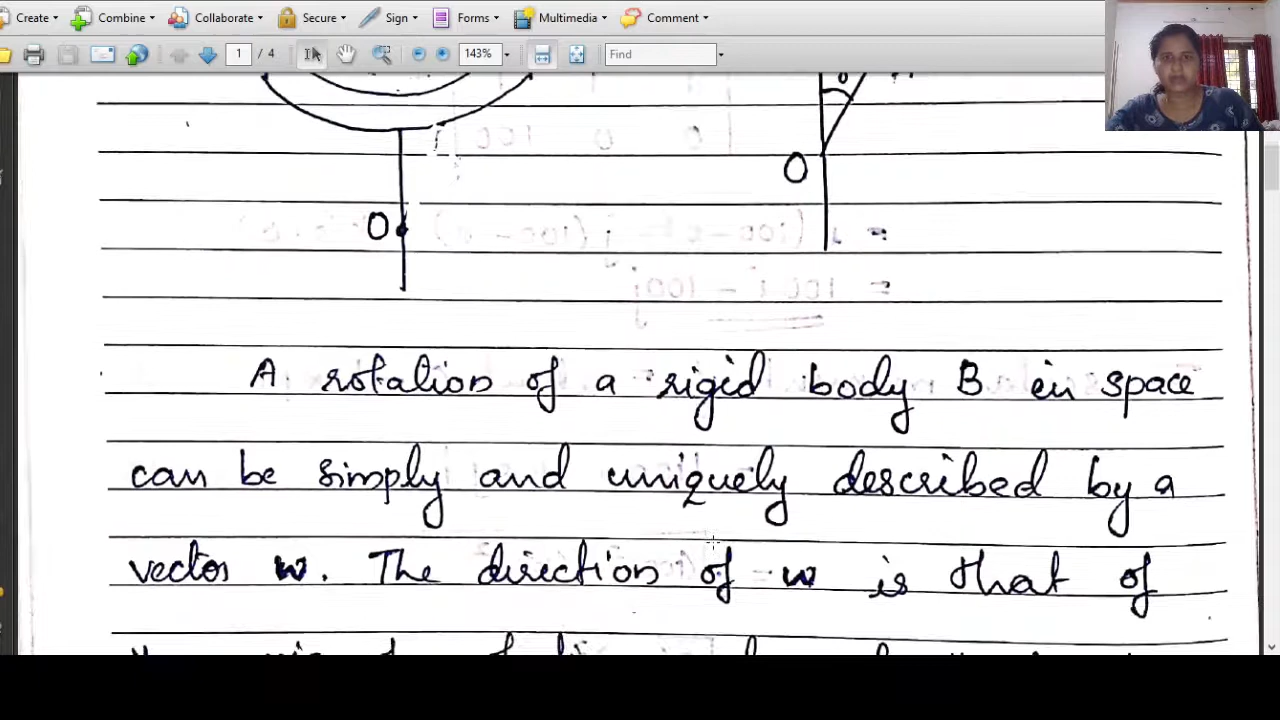 Create Combine Collaborate Secure Sign Forms Multimedia Comment
1 / 4 143% Find
O
O
A rotation of a rigid body B in space
can be simply and uniquely described by a
vector w. The direction of w is that of